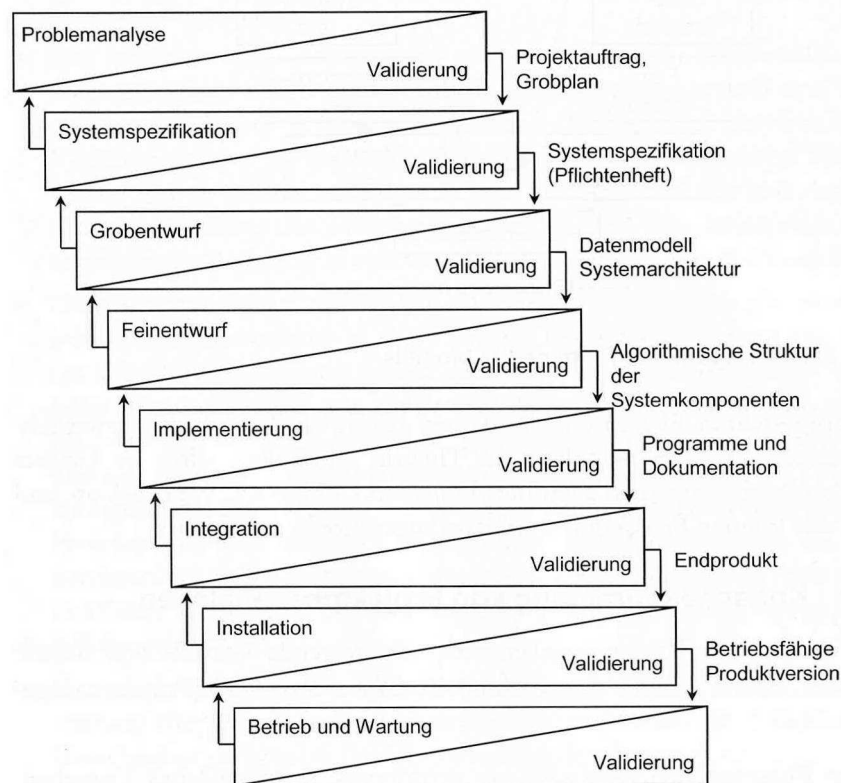 Problemanalyse
Validierung
Projektauftrag,
Grobplan
Systemspezifikation
Validierung
Systemspezifikation
(Pflichtenheft)
Grobentwurf
Validierung
Datenmodell
Systemarchitektur
Feinentwurf
Validierung
Algorithmische Struktur
der
Systemkomponenten
Implementierung
Validierung
Programme und
Dokumentation
Integration
Validierung
Endprodukt
Installation
Validierung
Betriebsfähige
Produktversion
Betrieb und Wartung
Validierung